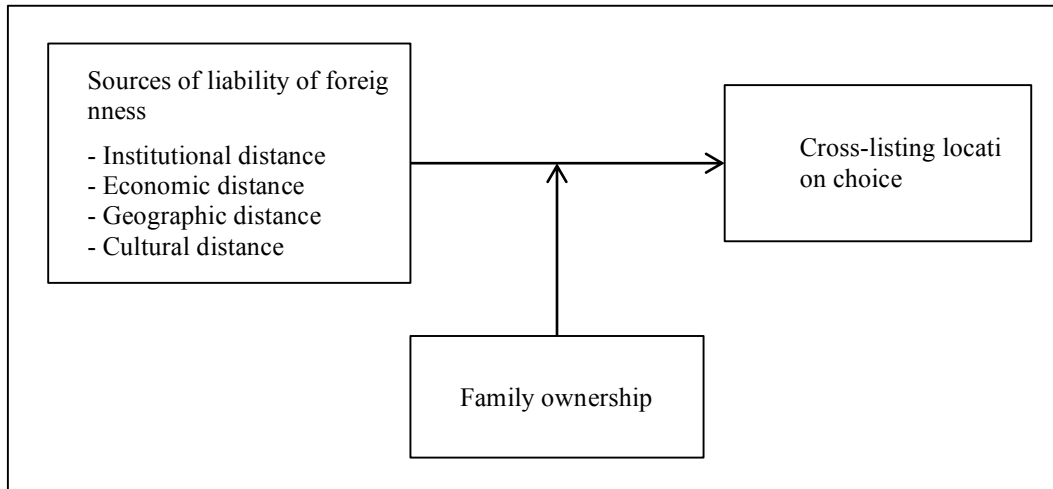 Sources of liability of foreig
nness
- Institutional distance
- Economic distance
- Geographic distance
- Cultural distance
Cross-listing locati
on choice
Family ownership